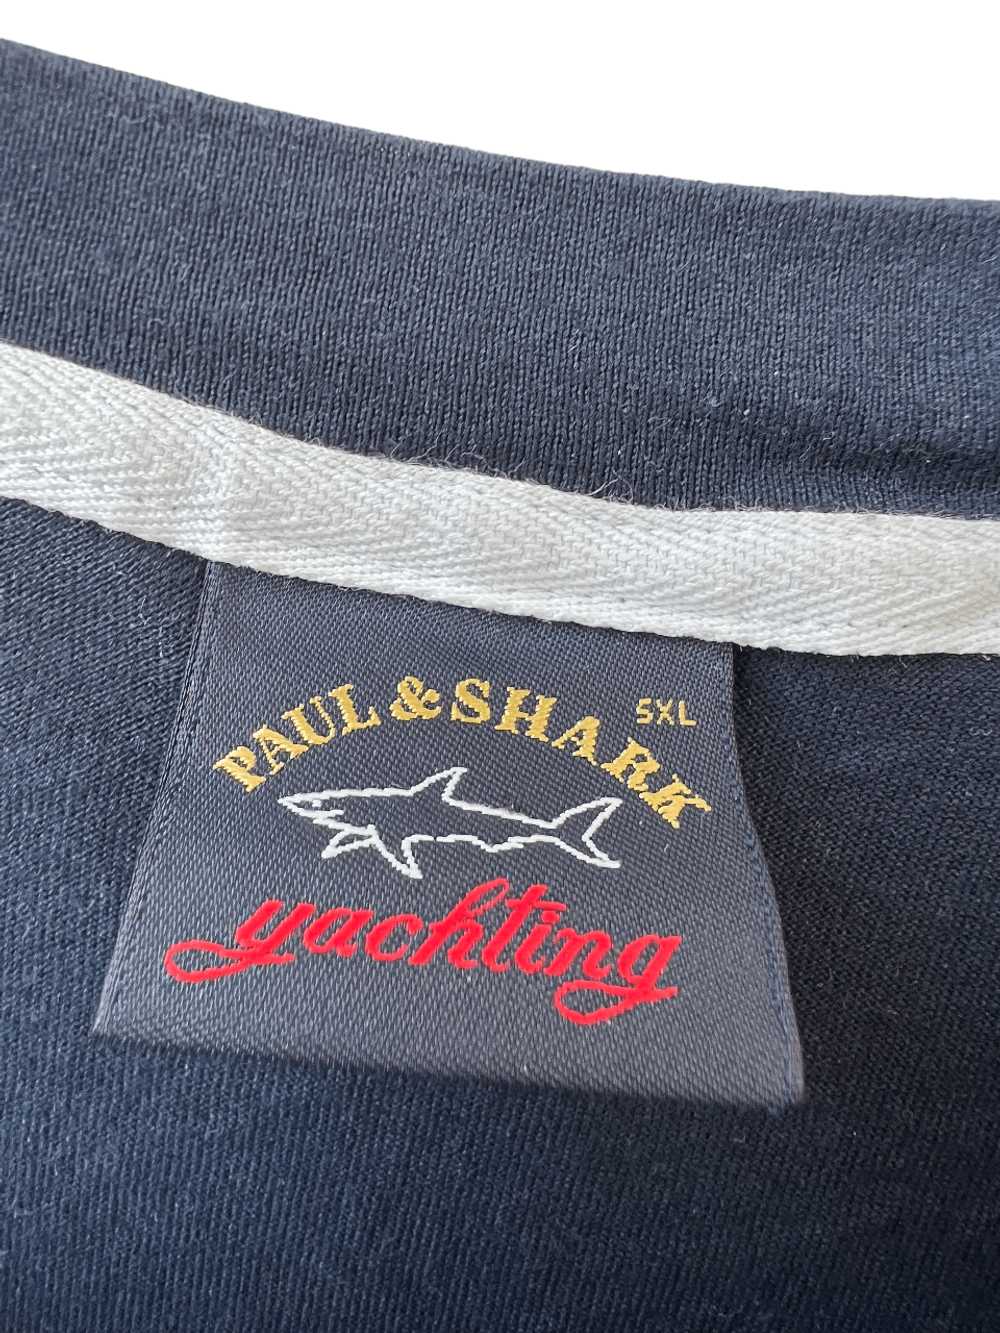 PAUL & SHARK
5XL
yachting